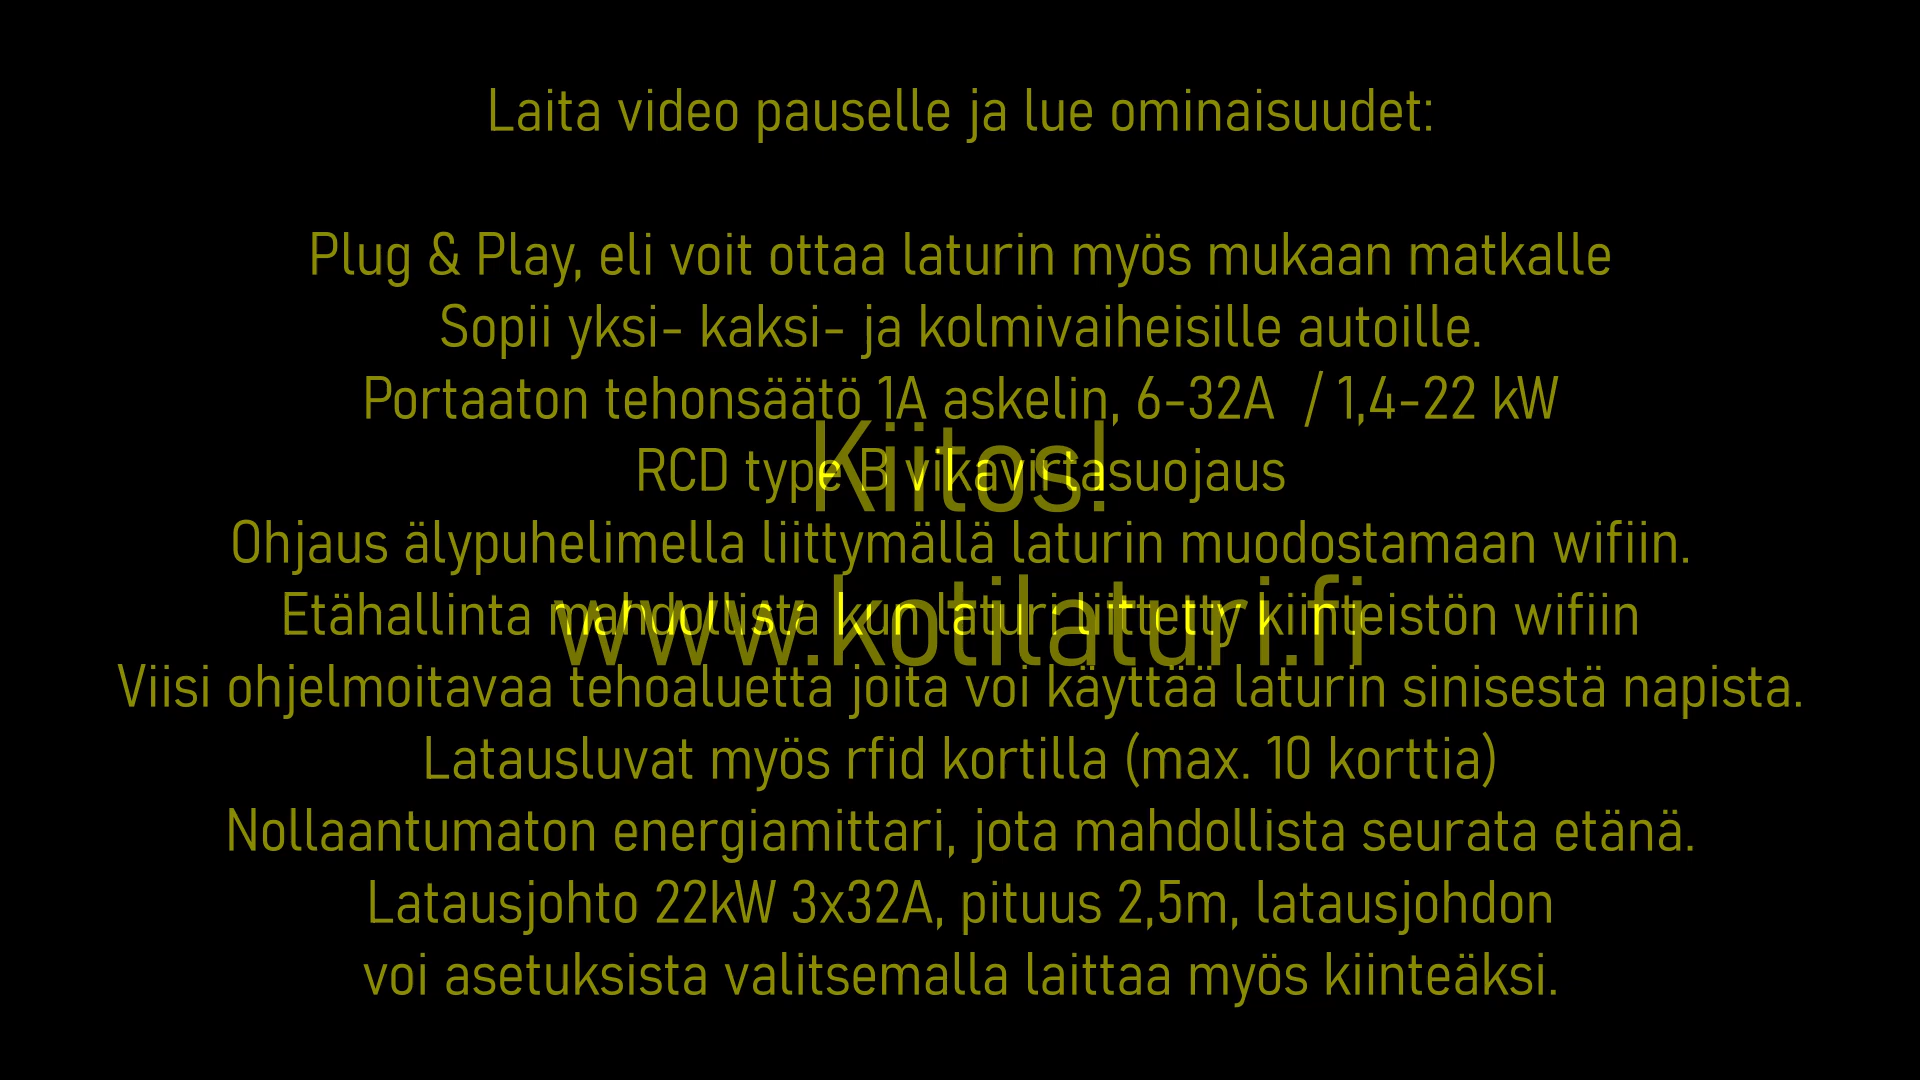 Laita video pauselle ja lue ominaisuudet:
Plug & Play, eli voit ottaa laturin myös mukaan matkalle
Sopii yksi- kaksi- ja kolmivaiheisille autoille.
Portaaton tehonsäätö 1A askelin, 6-32A / 1,4-22 kW
Kiitos!
RCD type B vikavirtasuojaus
Ohjaus älypuhelimella liittymällä laturin muodostamaan wifiin.
Etähallinta mahdollista kun laturi liittetty kiinteistön wifiin
www.kotilaturi.fi
Viisi ohjelmoitavaa tehoaluetta joita voi käyttää laturin sinisestä napista.
Latausluvat myös rfid kortilla (max. 10 korttia)
Nollaantumaton energiamittari, jota mahdollista seurata etänä.
Latausjohto 22kW 3x32A, pituus 2,5m, latausjohdon
voi asetuksista valitsemalla laittaa myös kiinteäksi.